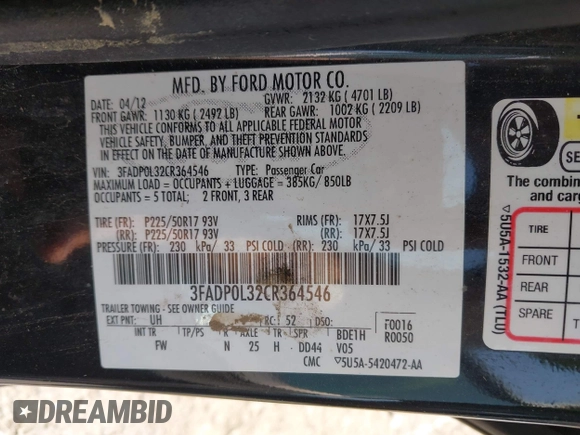 MFD. BY FORD MOTOR CO.
DATE: 04/12 GVWR: 2132 KG ( 4701 LB)
FRONT GAWR: 1130 KG ( 2492 LB) REAR GAWR: 1002 KG ( 2209 LB)
THIS VEHICLE CONFORMS TO ALL APPLICABLE FEDERAL MOTOR
VEHICLE SAFETY, BUMPER, AND THEFT PREVENTION STANDARDS
IN EFFECT ON THE DATE OF MANUFACTURE SHOWN ABOVE.
VIN: 3FADP0L32CR364546 TYPE: Passenger Car
MAXIMUM LOAD = OCCUPANTS + LUGGAGE = 385KG/ 850LB
OCCUPANTS = 5 TOTAL; 2 FRONT, 3 REAR
TIRE (FR): P225/50R17 93V RIMS (FR): 17X7.5J
(RR): P225/50R17 93V (RR): 17X7.5J
PRESSURE (FR): 230 kPa/ 33 PSI COLD (RR): 230 kPa/ 33 PSI COLD
3FADP0L32CR364546
TRAILER TOWING - SEE OWNER GUIDE
EXT PNT: UH RC: 52 DSO: F0016
R0050
INT TR TP/PS R AXLE TR SPR BDE1H
FW N 25 H DD44 V05
CMC ▽5U5A-5420472-AA
▽5U5A-1532-AA (T1U)
The combine
and carg
TIRE
FRONT
REAR
SPARE
DREAMBID